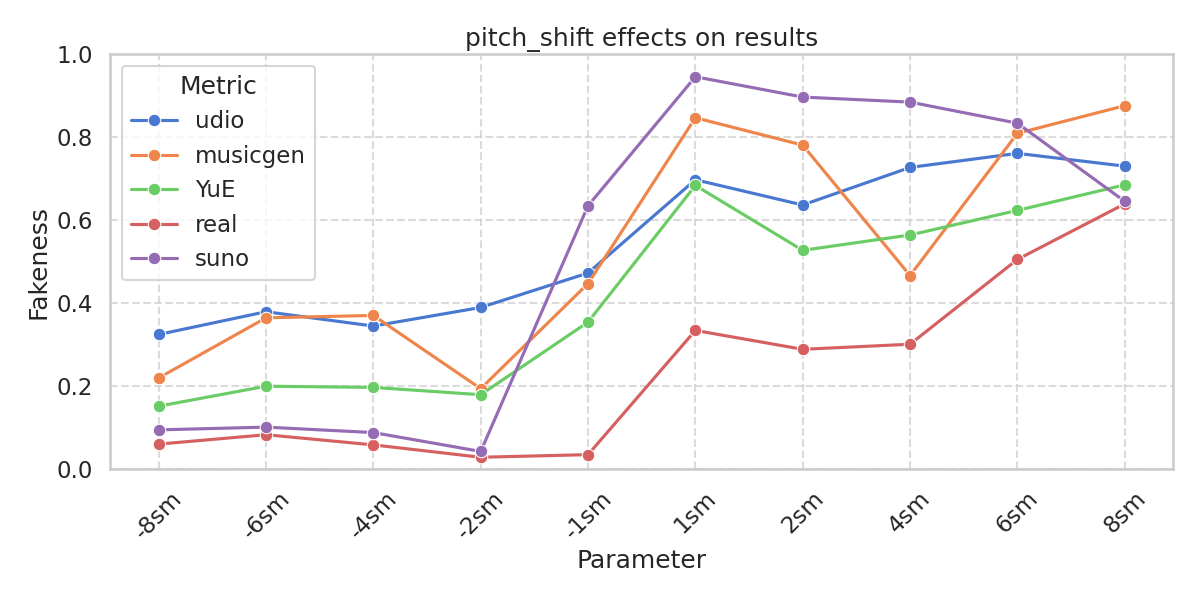 pitch_shift effects on results
Metric
udio
musicgen
YuE
real
suno
Fakeness
1.0
0.8
0.6
0.4
0.2
0.0
-8sm
-6sm
-4sm
-2sm
-1sm
1sm
2sm
4sm
6sm
8sm
Parameter